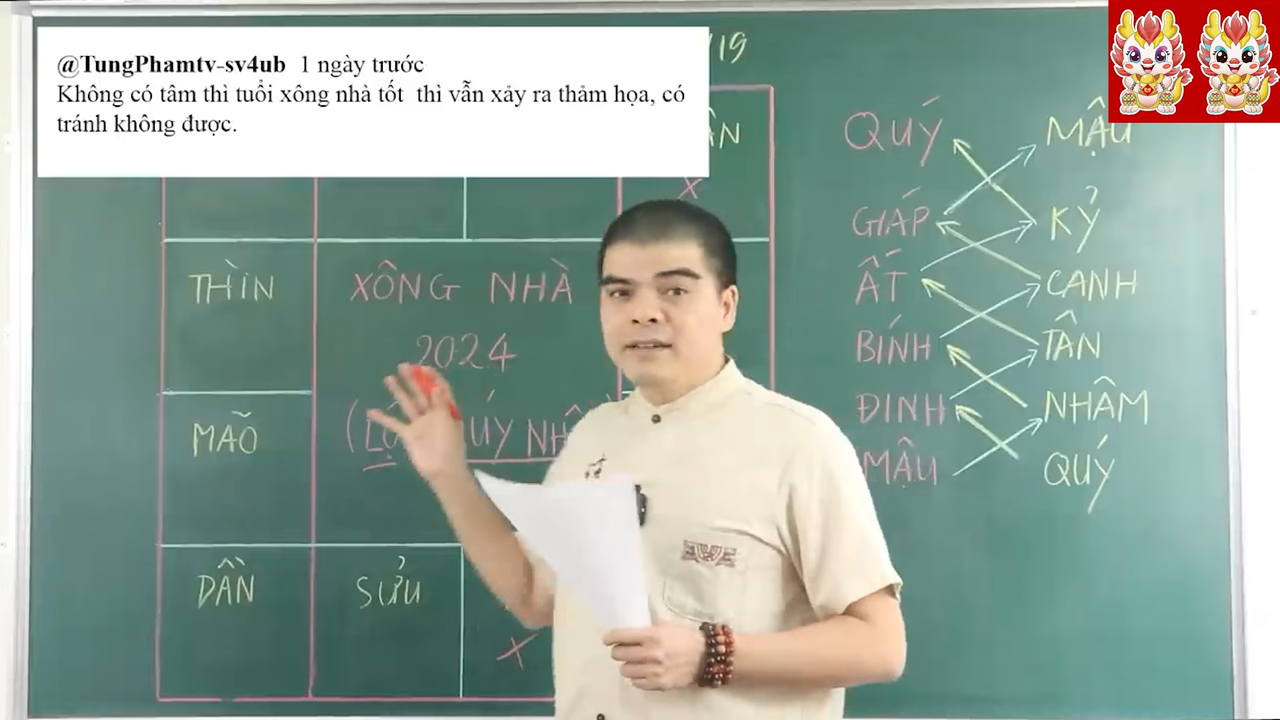 @TungPhamtv-sv4ub 1 ngày trước
Không có tâm thì tuổi xông nhà tốt thì vẫn xảy ra thảm họa, có
tránh không được.
19
QUÝ MẬU
GIÁP KỶ
THÌN XÔNG NHÀ ẤT CANH
2024 BÍNH TÂN
MÃO ĐINH NHÂM
MẬU QUÝ
DẦN SỬU